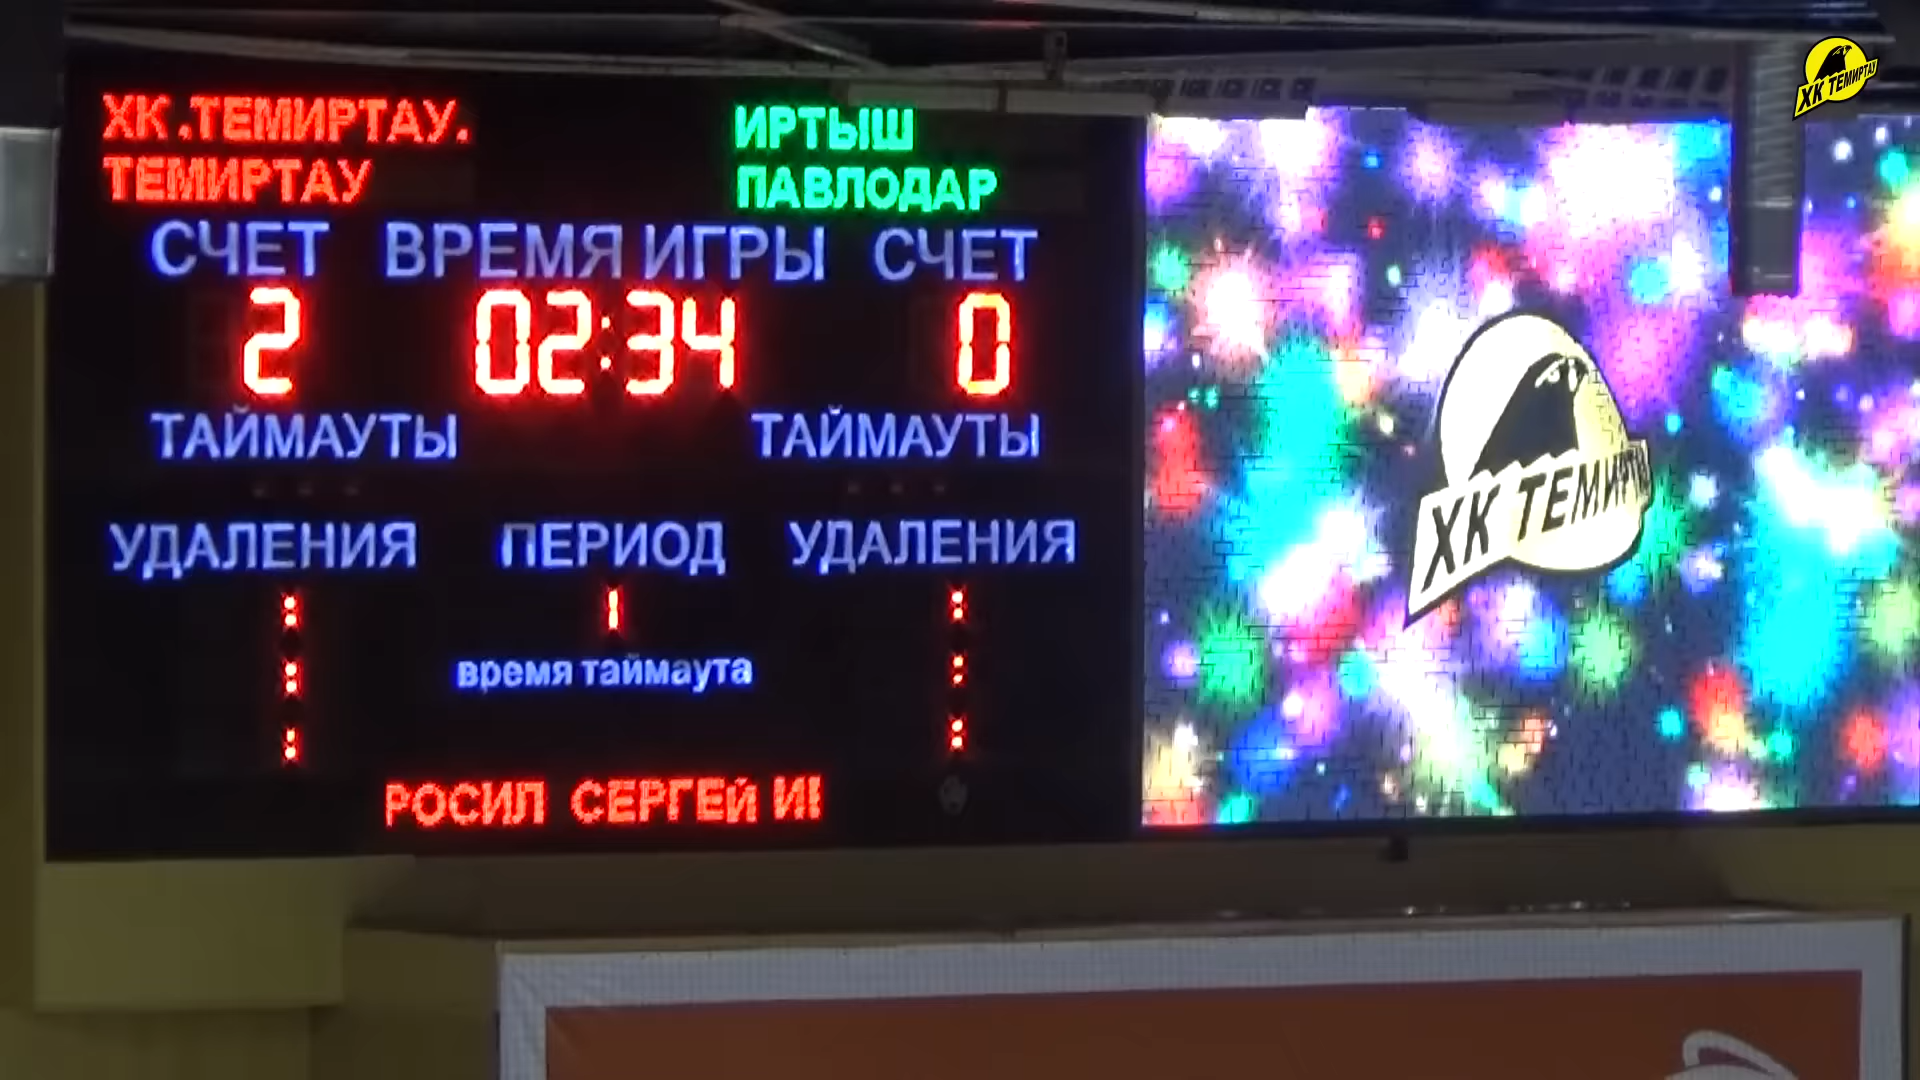 ХК.ТЕМИРТАУ.
ТЕМИРТАУ
ИРТЫШ
ПАВЛОДАР
СЧЕТ ВРЕМЯ ИГРЫ СЧЕТ
2 02:34 0
ТАЙМАУТЫ ТАЙМАУТЫ
УДАЛЕНИЯ ПЕРИОД УДАЛЕНИЯ
: 1 :
: :
время таймаута
: :
РОСИЛ СЕРГЕЙ И
ХК ТЕМИРТАУ
ХК ТЕМИРТАУ